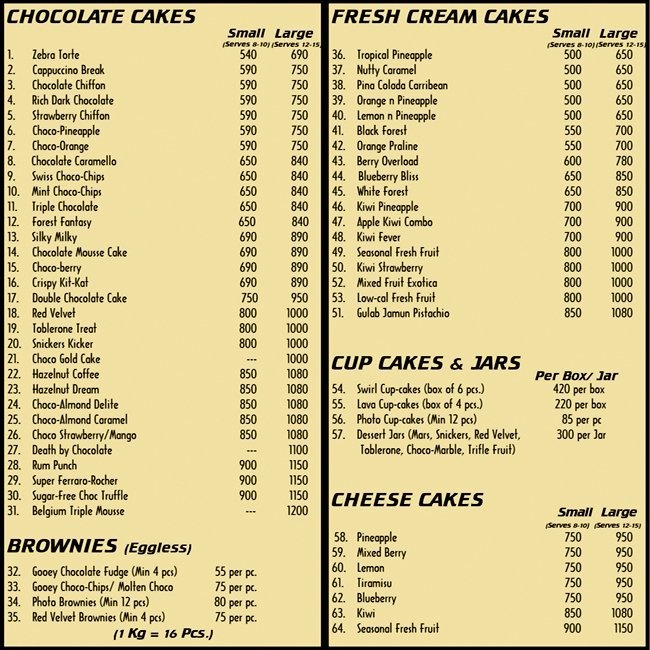 CHOCOLATE CAKES
Small Large
(Serves 8-10) (Serves 12-15)
1. Zebra Torte 540 690
2. Cappuccino Break 590 750
3. Chocolate Chiffon 590 750
4. Rich Dark Chocolate 590 750
5. Strawberry Chiffon 590 750
6. Choco-Pineapple 590 750
7. Choco-Orange 590 750
8. Chocolate Caramello 650 840
9. Swiss Choco-Chips 650 840
10. Mint Choco-Chips 650 840
11. Triple Chocolate 650 840
12. Forest Fantasy 650 840
13. Silky Milky 690 890
14. Chocolate Mousse Cake 690 890
15. Choco-berry 690 890
16. Crispy Kit-Kat 690 890
17. Double Chocolate Cake 750 950
18. Red Velvet 800 1000
19. Toblerone Treat 800 1000
20. Snickers Kicker 800 1000
21. Choco Gold Cake --- 1000
22. Hazelnut Coffee 850 1080
23. Hazelnut Dream 850 1080
24. Choco-Almond Delite 850 1080
25. Choco-Almond Caramel 850 1080
26. Choco Strawberry/Mango 850 1080
27. Death by Chocolate --- 1100
28. Rum Punch 900 1150
29. Super Ferraro-Rocher 900 1150
30. Sugar-Free Choc Truffle 900 1150
31. Belgium Triple Mousse --- 1200
BROWNIES (Eggless)
32. Gooey Chocolate Fudge (Min 4 pcs) 55 per pc.
33. Gooey Choco-Chips/ Molten Choco 75 per pc.
34. Photo Brownies (Min 12 pcs) 80 per pc.
35. Red Velvet Brownies (Min 4 pcs) 75 per pc.
(1 Kg = 16 Pcs.)
FRESH CREAM CAKES
Small Large
(Serves 8-10) (Serves 12-15)
36. Tropical Pineapple 500 650
37. Nutty Caramel 500 650
38. Pina Colada Carribean 500 650
39. Orange n Pineapple 500 650
40. Lemon n Pineapple 500 650
41. Black Forest 550 700
42. Orange Praline 550 700
43. Berry Overload 600 780
44. Blueberry Bliss 650 850
45. White Forest 650 850
46. Kiwi Pineapple 700 900
47. Apple Kiwi Combo 700 900
48. Kiwi Fever 700 900
49. Seasonal Fresh Fruit 800 1000
50. Kiwi Strawberry 800 1000
52. Mixed Fruit Exotica 800 1000
53. Low-cal Fresh Fruit 800 1000
51. Gulab Jamun Pistachio 850 1080
CUP CAKES & JARS
Per Box/ Jar
54. Swirl Cup-cakes (box of 6 pcs.) 420 per box
55. Lava Cup-cakes (box of 4 pcs.) 220 per box
56. Photo Cup-cakes (Min 12 pcs) 85 per pc
57. Dessert Jars (Mars, Snickers, Red Velvet, 300 per Jar
Toblerone, Choco-Marble, Trifle Fruit)
CHEESE CAKES
Small Large
(Serves 8-10) (Serves 12-15)
58. Pineapple 750 950
59. Mixed Berry 750 950
60. Lemon 750 950
61. Tiramisu 750 950
62. Blueberry 750 950
63. Kiwi 850 1080
64. Seasonal Fresh Fruit 900 1150